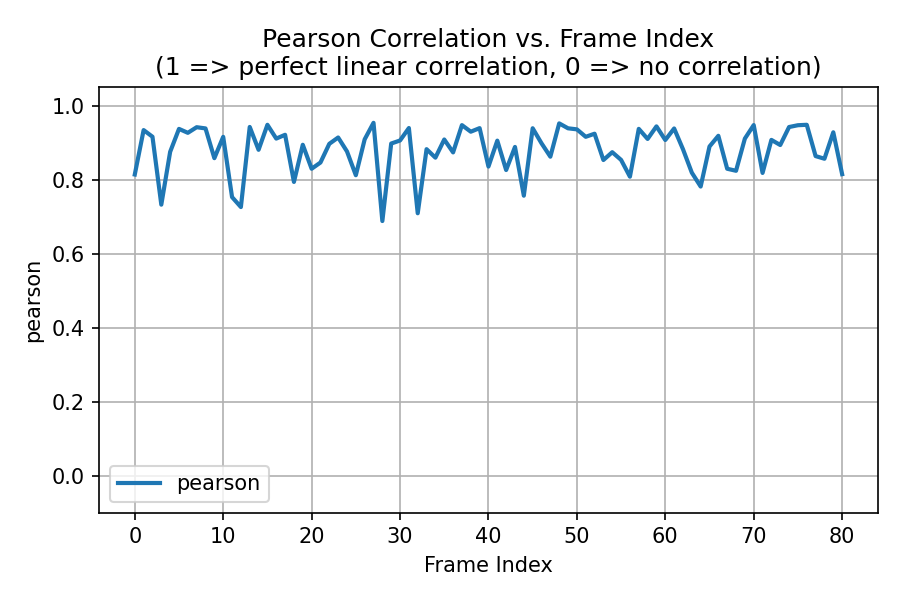 Pearson Correlation vs. Frame Index
(1 => perfect linear correlation, 0 => no correlation)
1.0
0.8
0.6
0.4
0.2
0.0
pearson
pearson
0 10 20 30 40 50 60 70 80
Frame Index